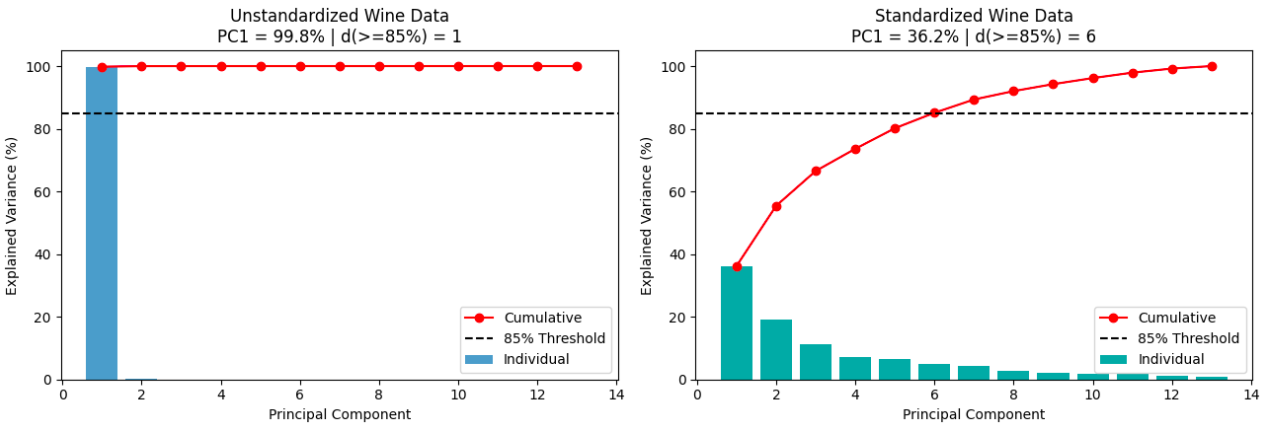 Unstandardized Wine Data
PC1 = 99.8% | d(>=85%) = 1
Explained Variance (%)
100
80
60
40
20
0
Cumulative
85% Threshold
Individual
0 2 4 6 8 10 12 14
Principal Component
Standardized Wine Data
PC1 = 36.2% | d(>=85%) = 6
Explained Variance (%)
100
80
60
40
20
0
Cumulative
85% Threshold
Individual
0 2 4 6 8 10 12 14
Principal Component